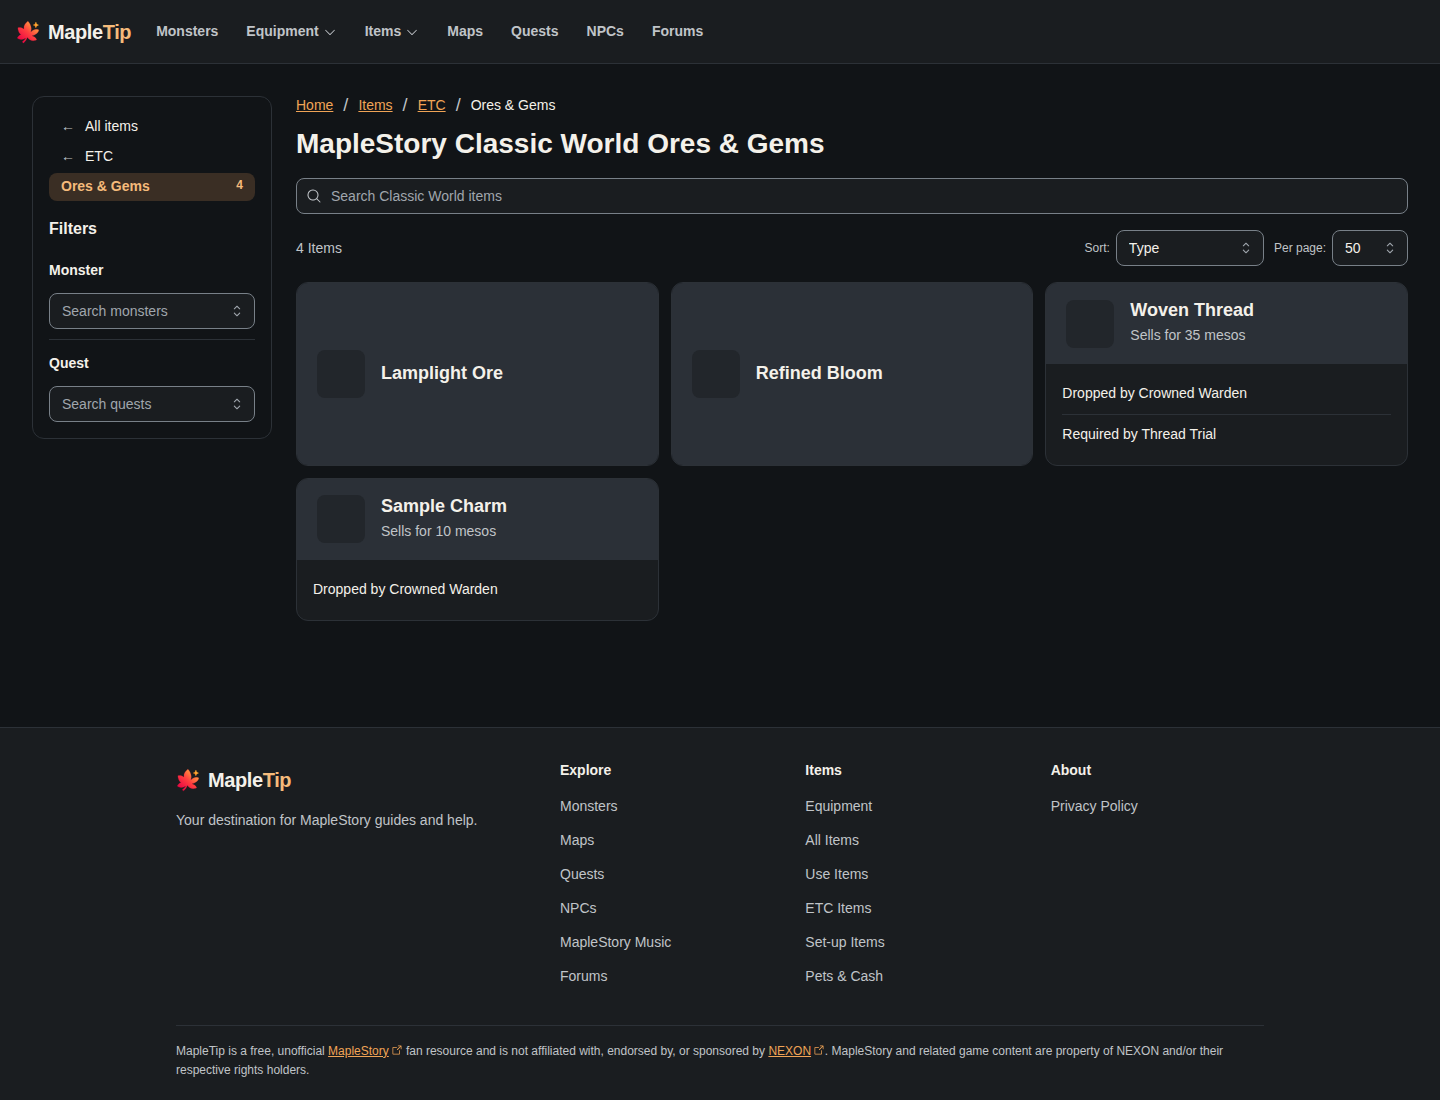 MapleTip Monsters Equipment Items Maps Quests NPCs Forums
← All items
← ETC
Ores & Gems 4
Filters
Monster
Search monsters
Quest
Search quests
Home / Items / ETC / Ores & Gems
MapleStory Classic World Ores & Gems
Search Classic World items
4 Items
Sort: Type Per page: 50
Lamplight Ore
Refined Bloom
Woven Thread
Sells for 35 mesos
Dropped by Crowned Warden
Required by Thread Trial
Sample Charm
Sells for 10 mesos
Dropped by Crowned Warden
MapleTip
Your destination for MapleStory guides and help.
Explore
Monsters
Maps
Quests
NPCs
MapleStory Music
Forums
Items
Equipment
All Items
Use Items
ETC Items
Set-up Items
Pets & Cash
About
Privacy Policy
MapleTip is a free, unofficial MapleStory fan resource and is not affiliated with, endorsed by, or sponsored by NEXON. MapleStory and related game content are property of NEXON and/or their
respective rights holders.